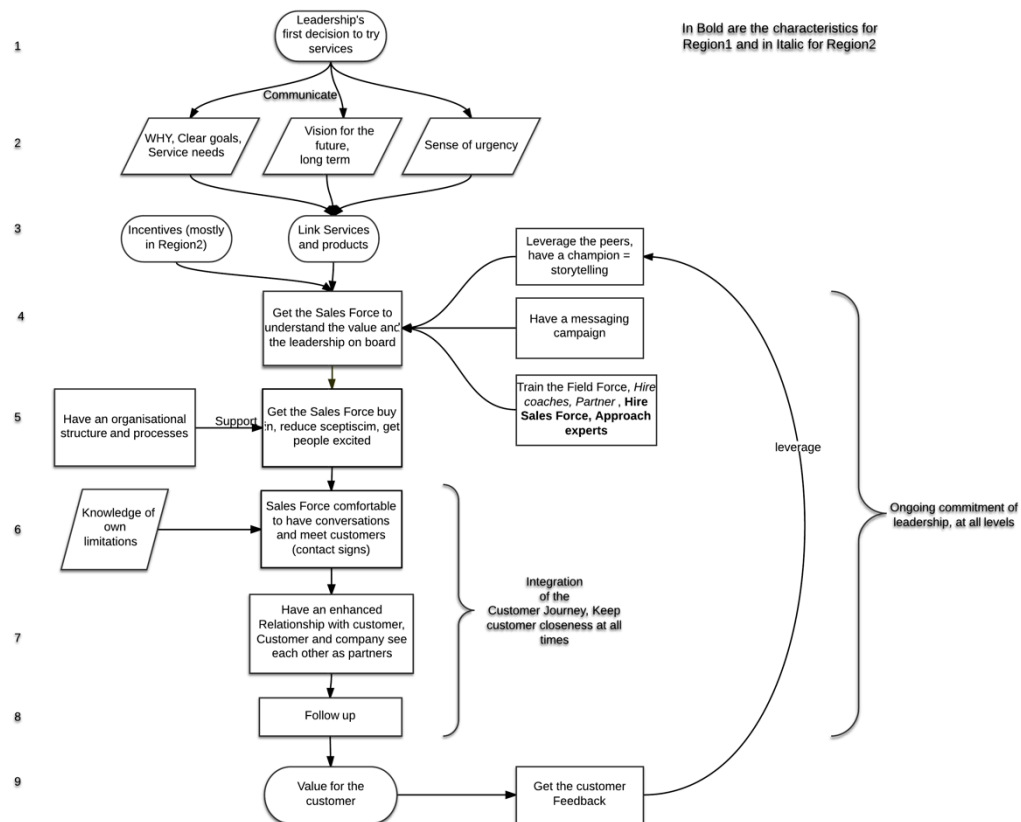 Leadership's
first decision to try
services
In Bold are the characteristics for
Region1 and in Italic for Region2
1
Communicate
2
WHY, Clear goals,
Service needs
Vision for the
future,
long term
Sense of urgency
3
Incentives (mostly
in Region2)
Link Services
and products
Leverage the peers,
have a champion =
storytelling
4
Get the Sales Force to
understand the value and
the leadership on board
Have a messaging
campaign
Train the Field Force, Hire
coaches, Partner , Hire
Sales Force, Approach
experts
5
Have an organisational
structure and processes
Support
Get the Sales Force buy
in, reduce sceptiscim, get
people excited
leverage
Ongoing commitment of
leadership, at all levels
6
Knowledge of
own
limitations
Sales Force comfortable
to have conversations
and meet customers
(contact signs)
Integration
of the
Customer Journey, Keep
customer closeness at all
times
7
Have an enhanced
Relationship with customer,
Customer and company see
each other as partners
8
Follow up
9
Value for the
customer
Get the customer
Feedback